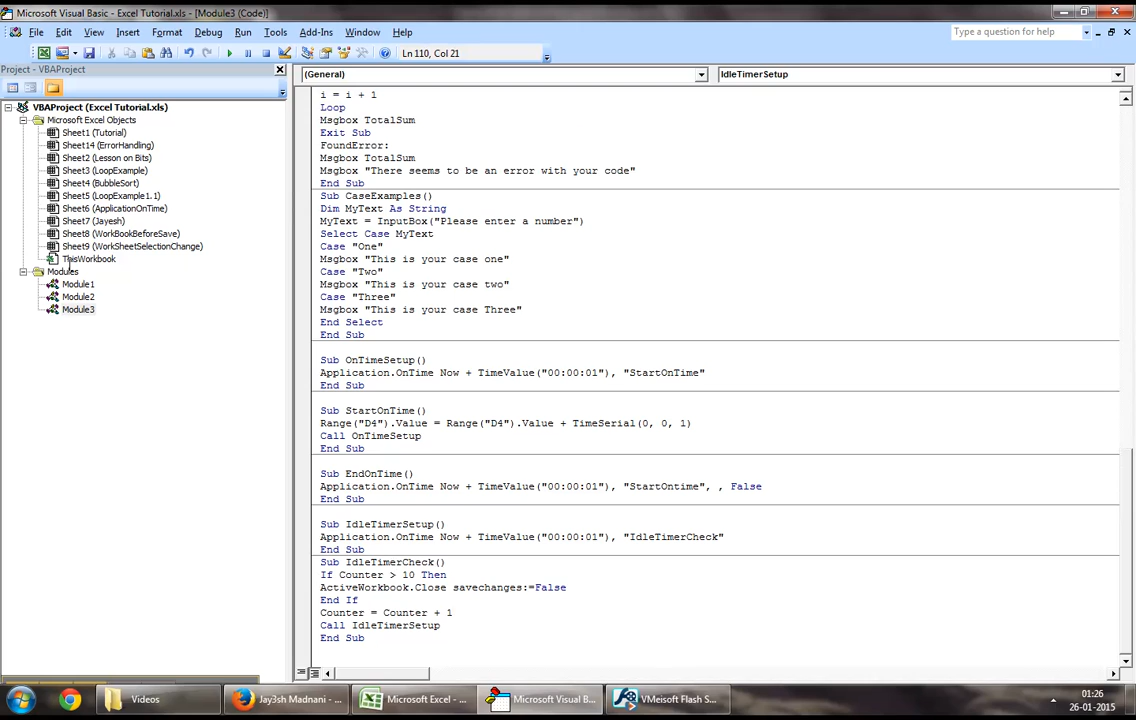 Microsoft Visual Basic - Excel Tutorial.xls - [Module3 (Code)]
File Edit View Insert Format Debug Run Tools Add-Ins Window Help
Type a question for help
Ln 110, Col 21
Project - VBAProject
(General)
IdleTimerSetup
VBAProject (Excel Tutorial.xls)
Microsoft Excel Objects
Sheet1 (Tutorial)
Sheet14 (ErrorHandling)
Sheet2 (Lesson on Bits)
Sheet3 (LoopExample)
Sheet4 (BubbleSort)
Sheet5 (LoopExample1.1)
Sheet6 (ApplicationOnTime)
Sheet7 (Jayesh)
Sheet8 (WorkBookBeforeSave)
Sheet9 (WorkSheetSelectionChange)
ThisWorkbook
Modules
Module1
Module2
Module3
i = i + 1
Loop
Msgbox TotalSum
Exit Sub
FoundError:
Msgbox TotalSum
Msgbox "There seems to be an error with your code"
End Sub
Sub CaseExamples()
Dim MyText As String
MyText = InputBox("Please enter a number")
Select Case MyText
Case "One"
Msgbox "This is your case one"
Case "Two"
Msgbox "This is your case two"
Case "Three"
Msgbox "This is your case Three"
End Select
End Sub
Sub OnTimeSetup()
Application.OnTime Now + TimeValue("00:00:01"), "StartOnTime"
End Sub
Sub StartOnTime()
Range("D4").Value = Range("D4").Value + TimeSerial(0, 0, 1)
Call OnTimeSetup
End Sub
Sub EndOnTime()
Application.OnTime Now + TimeValue("00:00:01"), "StartOntime", , False
End Sub
Sub IdleTimerSetup()
Application.OnTime Now + TimeValue("00:00:01"), "IdleTimerCheck"
End Sub
Sub IdleTimerCheck()
If Counter > 10 Then
ActiveWorkbook.Close savechanges:=False
End If
Counter = Counter + 1
Call IdleTimerSetup
End Sub
Videos
Jay3sh Madnani - ...
Microsoft Excel - ...
Microsoft Visual B...
VMeisoft Flash S...
01:26
26-01-2015